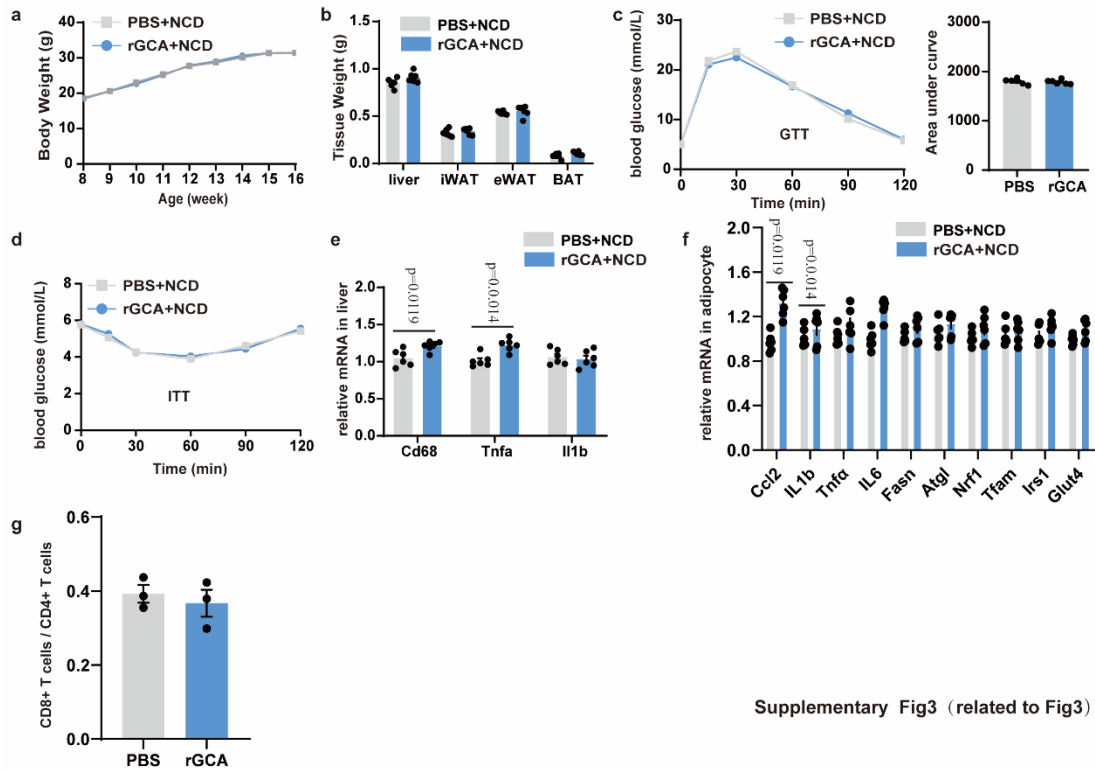 a
PBS+NCD
rGCA+NCD
Body Weight (g)
40
30
20
10
0
8 9 10 11 12 13 14 15 16
Age (week)
b
PBS+NCD
rGCA+NCD
Tissue Weight (g)
1.5
1.0
0.5
0.0
liver iWAT eWAT BAT
c
PBS+NCD
rGCA+NCD
blood glucose (mmol/L)
30
20
10
0
GTT
0 30 60 90 120
Time (min)
Area under curve
3000
2000
1000
0
PBS rGCA
d
PBS+NCD
rGCA+NCD
blood glucose (mmol/L)
8
6
4
2
0
ITT
0 30 60 90 120
Time (min)
e
PBS+NCD
rGCA+NCD
relative mRNA in liver
2.0
1.5
1.0
0.5
0.0
p=0.0119
p=0.0.014
Cd68 Tnfa Il1b
f
PBS+NCD
rGCA+NCD
relative mRNA in adipocyte
2.0
1.6
1.2
0.8
0.4
0.0
p=0.0119
p=0.0.014
Ccl2 IL1b Tnfα IL6 Fasn Atgl Nrf1 Tfam Irs1 Glut4
g
CD8+ T cells / CD4+ T cells
0.6
0.4
0.2
0.0
PBS rGCA
Supplementary Fig3（related to Fig3）